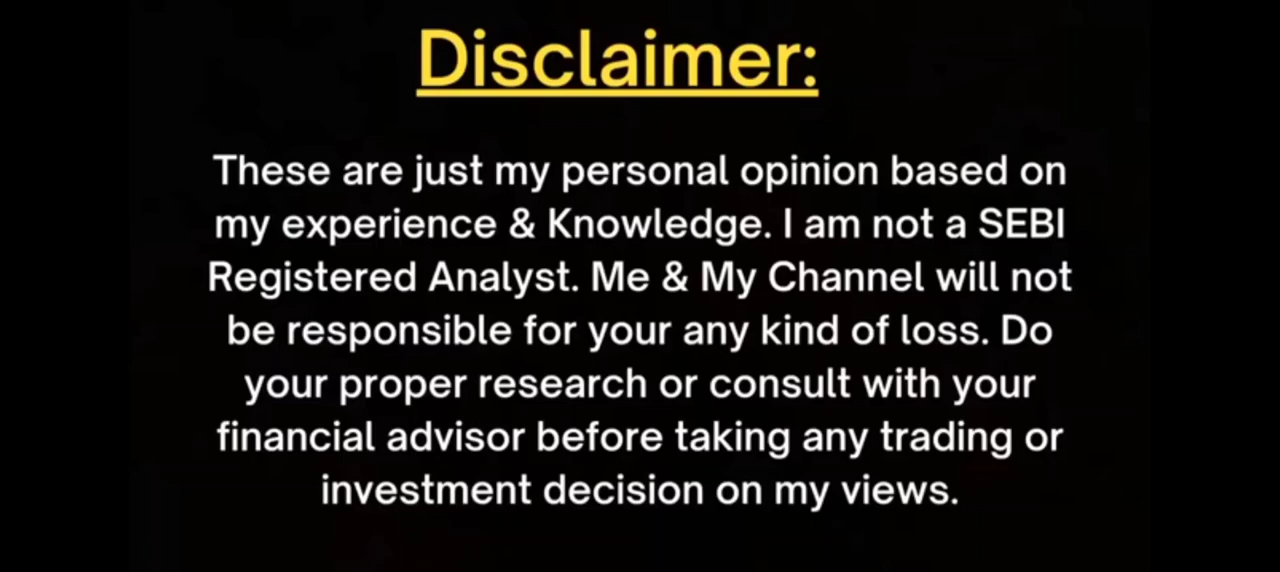 Disclaimer:
These are just my personal opinion based on
my experience & Knowledge. I am not a SEBI
Registered Analyst. Me & My Channel will not
be responsible for your any kind of loss. Do
your proper research or consult with your
financial advisor before taking any trading or
investment decision on my views.